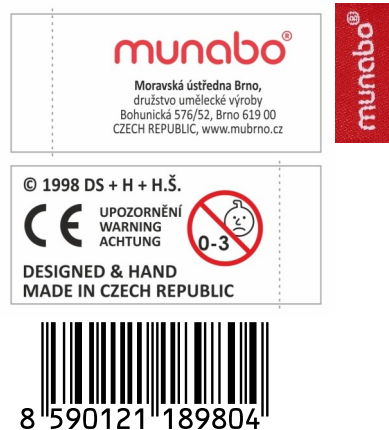 munabo®
munabo®
Moravská ústředna Brno,
družstvo umělecké výroby
Bohunická 576/52, Brno 619 00
CZECH REPUBLIC, www.mubrno.cz
© 1998 DS + H + H.Š.
CE
UPOZORNĚNÍ
WARNING
ACHTUNG
0-3
DESIGNED & HAND
MADE IN CZECH REPUBLIC
8 590121 189804